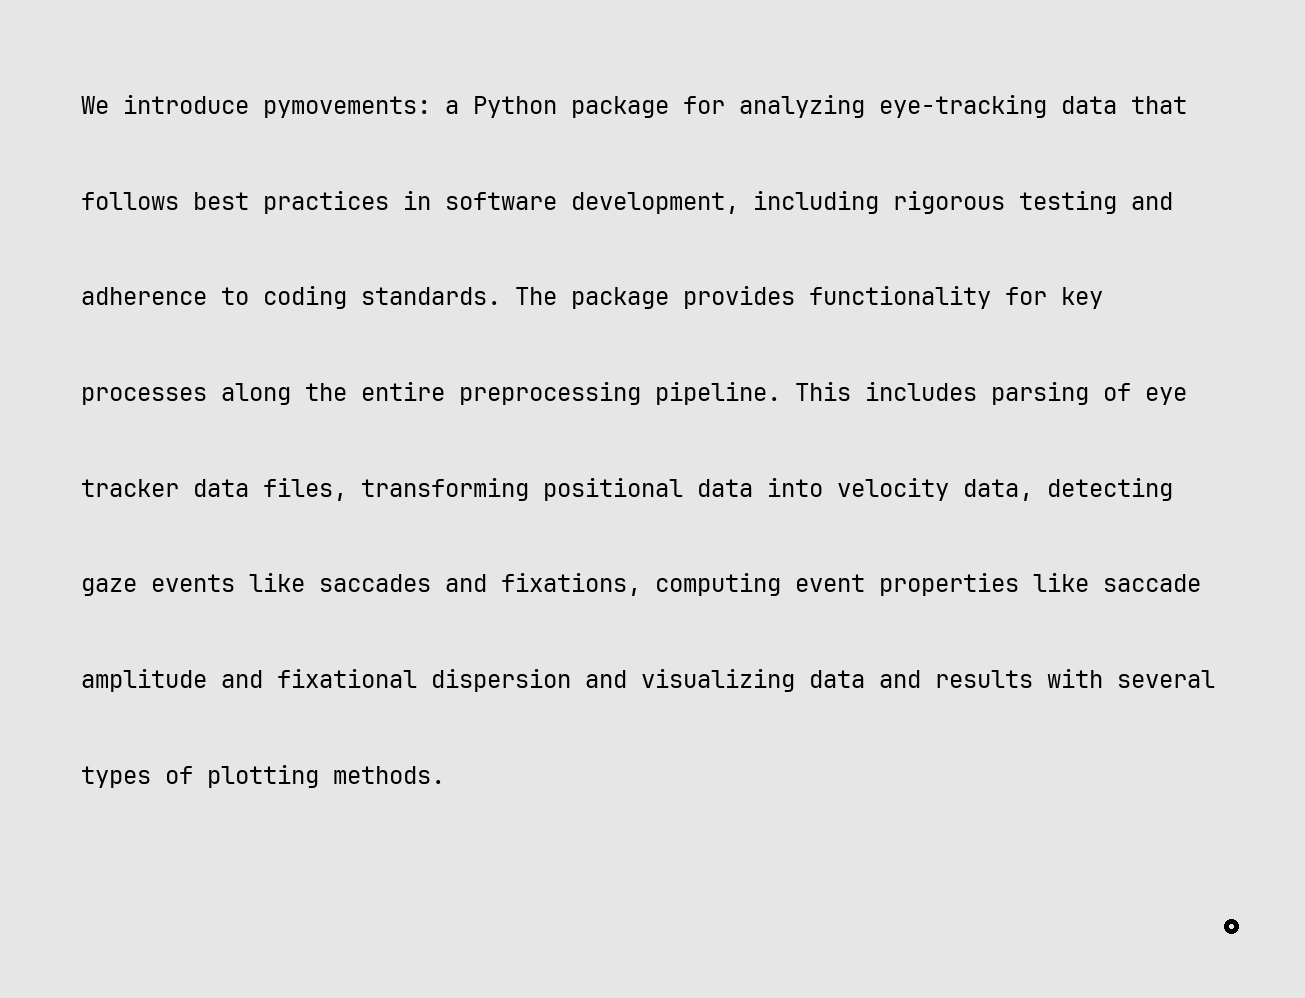 We introduce pymovements: a Python package for analyzing eye-tracking data that
follows best practices in software development, including rigorous testing and
adherence to coding standards. The package provides functionality for key
processes along the entire preprocessing pipeline. This includes parsing of eye
tracker data files, transforming positional data into velocity data, detecting
gaze events like saccades and fixations, computing event properties like saccade
amplitude and fixational dispersion and visualizing data and results with several
types of plotting methods.